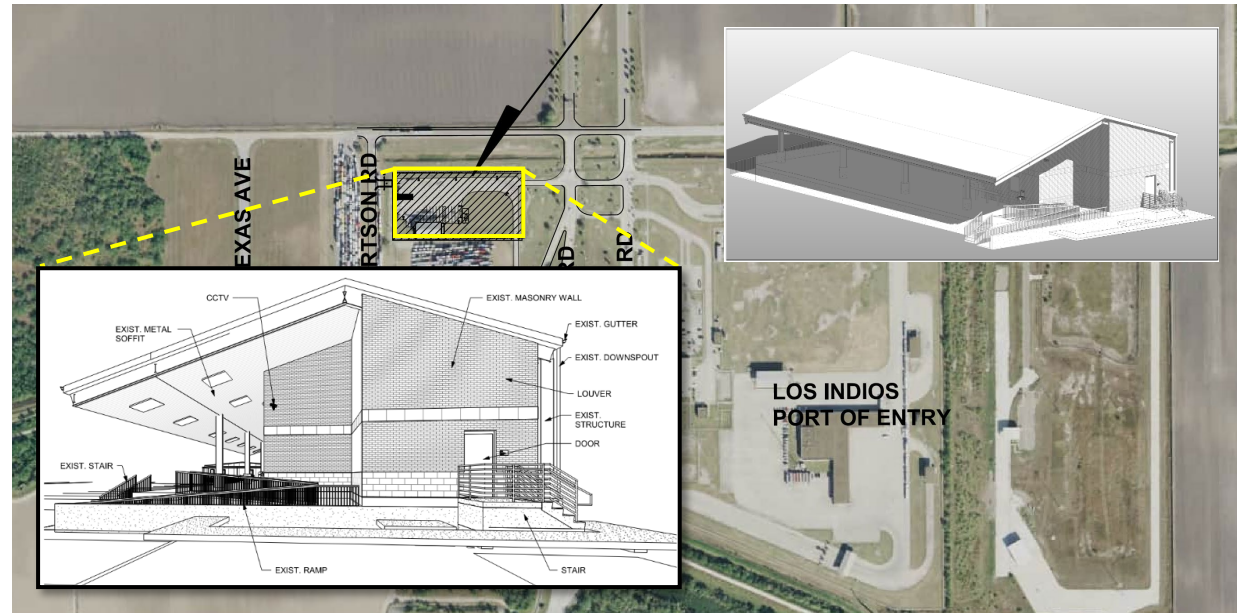 EXAS AVE
RTSON RD
RD
RD
CCTV
EXIST. MASONRY WALL
EXIST. METAL
SOFFIT
EXIST. GUTTER
EXIST. DOWNSPOUT
LOUVER
EXIST.
STRUCTURE
DOOR
EXIST. STAIR
EXIST. RAMP
STAIR
LOS INDIOS
PORT OF ENTRY